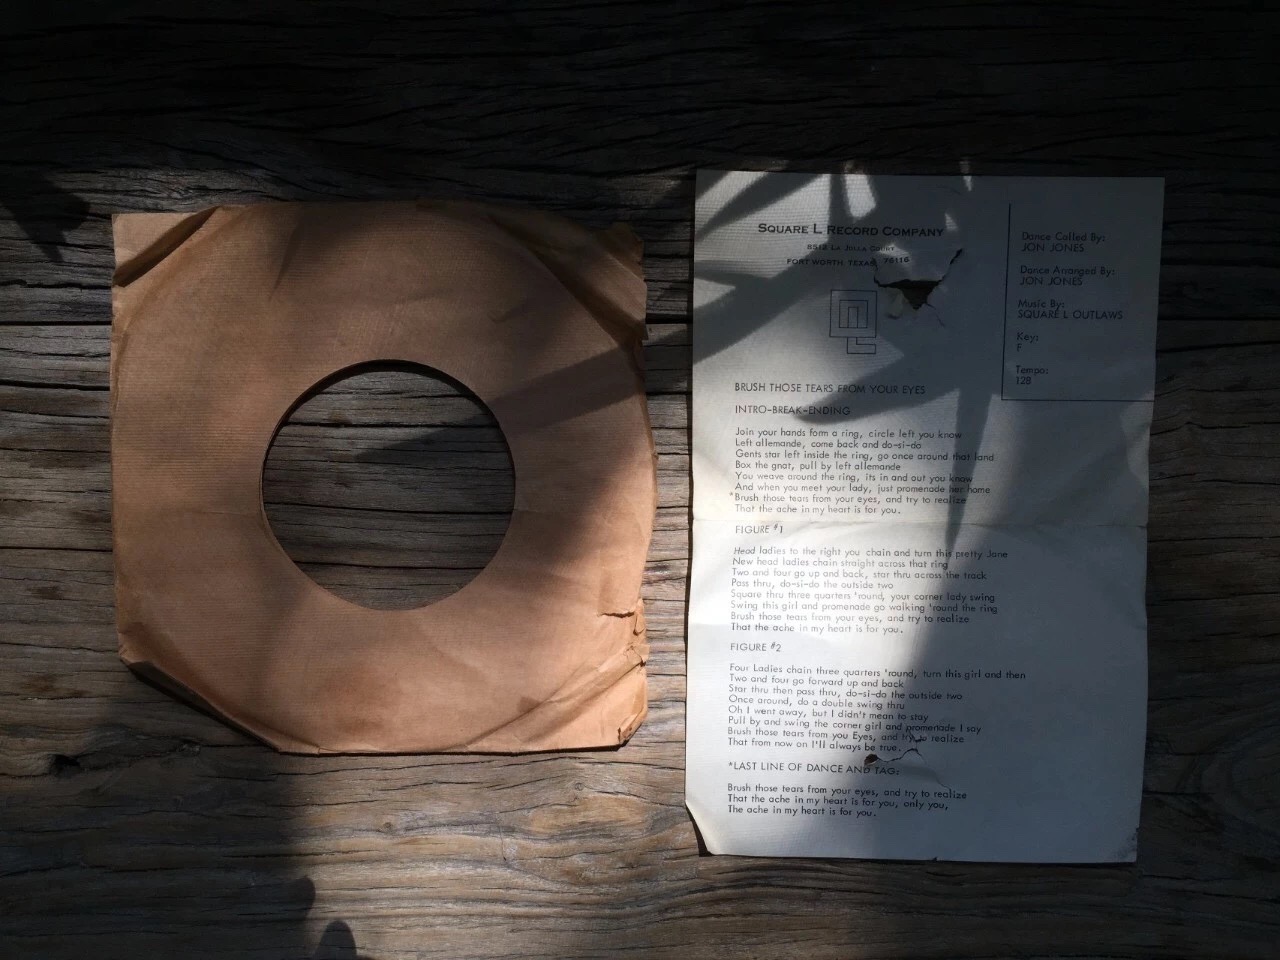 SQUARE L RECORD COMPANY
8512 LA JOLLA COURT
FORT WORTH, TEXAS 76116
Dance Called By:
JON JONES
Dance Arranged By:
JON JONES
Music By:
SQUARE L OUTLAWS
Key:
F
Tempo:
128
BRUSH THOSE TEARS FROM YOUR EYES
INTRO-BREAK-ENDING
Join your hands form a ring, circle left you know
Left allemande, come back and do-si-do
Gents star left inside the ring, go once around that land
Box the gnat, pull by left allemande
You weave around the ring, its in and out you know
And when you meet your lady, just promenade her home
*Brush those tears from your eyes, and try to realize
That the ache in my heart is for you.
FIGURE #1
Head ladies to the right you chain and turn this pretty Jane
New head ladies chain straight across that ring
Two and four go up and back, star thru across the track
Pass thru, do-si-do the outside two
Square thru three quarters 'round, your corner lady swing
Swing this girl and promenade go walking 'round the ring
Brush those tears from your eyes, and try to realize
That the ache in my heart is for you.
FIGURE #2
Four Ladies chain three quarters 'round, turn this girl and then
Two and four go forward up and back
Star thru then pass thru, do-si-do the outside two
Once around, do a double swing thru
Oh I went away, but I didn't mean to stay
Pull by and swing the corner girl and promenade I say
Brush those tears from you Eyes, and try to realize
That from now on I'll always be true.
*LAST LINE OF DANCE AND TAG:
Brush those tears from your eyes, and try to realize
That the ache in my heart is for you, only you,
The ache in my heart is for you.